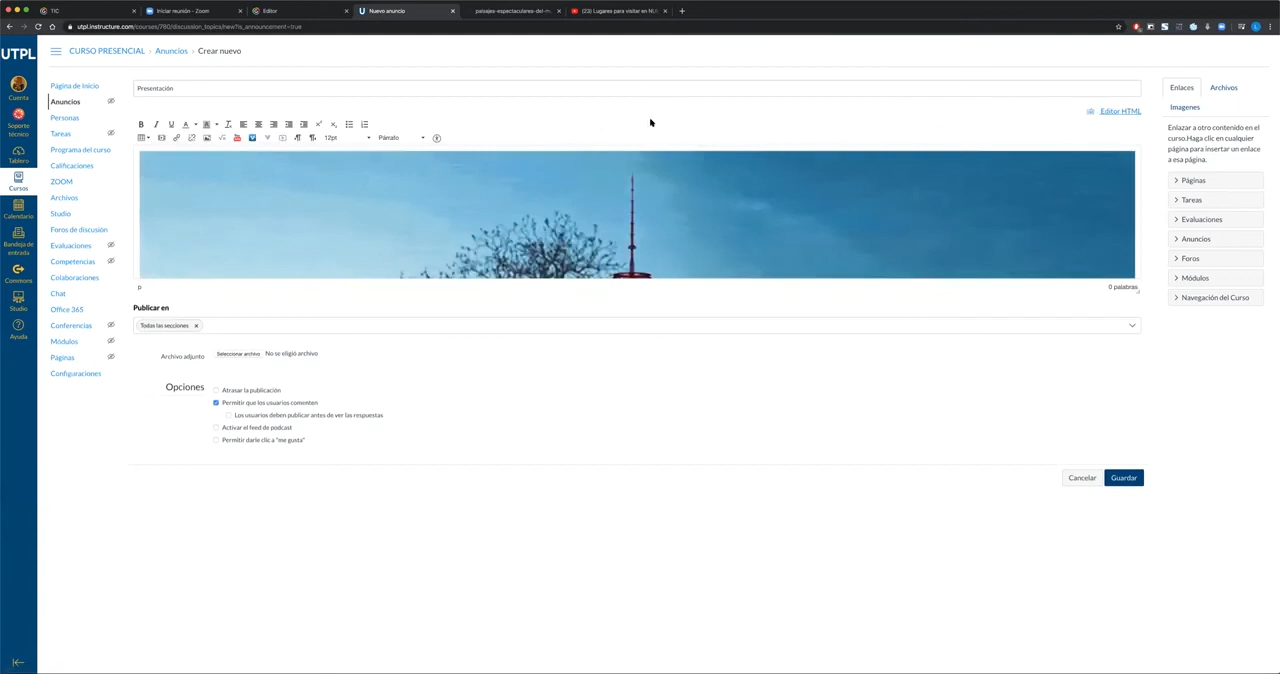 TIC
Iniciar reunión - Zoom
Editor
Nuevo anuncio
paisajes-espectaculares-del-m
(23) Lugares para visitar en NU
utpl.instructure.com/courses/780/discussion_topics/new?is_announcement=true
UTPL
CURSO PRESENCIAL > Anuncios > Crear nuevo
Cuenta
Soporte técnico
Tablero
Cursos
Calendario
Bandeja de entrada
Commons
Studio
Ayuda
Página de Inicio
Anuncios
Personas
Tareas
Programa del curso
Calificaciones
ZOOM
Archivos
Studio
Foros de discusión
Evaluaciones
Competencias
Colaboraciones
Chat
Office 365
Conferencias
Módulos
Páginas
Configuraciones
Presentación
Editor HTML
12pt
Párrafo
p
0 palabras
Publicar en
Todas las secciones
Archivo adjunto
Seleccionar archivo No se eligió archivo
Opciones
Atrasar la publicación
Permitir que los usuarios comenten
Los usuarios deben publicar antes de ver las respuestas
Activar el feed de podcast
Permitir darle clic a "me gusta"
Cancelar
Guardar
Enlaces
Archivos
Imagenes
Enlazar a otro contenido en el
curso.Haga clic en cualquier
página para insertar un enlace
a esa página.
Páginas
Tareas
Evaluaciones
Anuncios
Foros
Módulos
Navegación del Curso